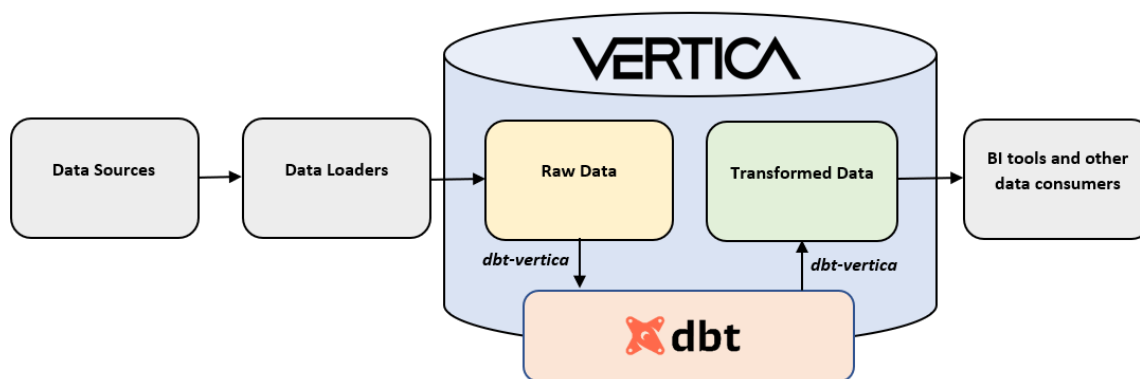 VERTICA
Data Sources
Data Loaders
Raw Data
Transformed Data
BI tools and other
data consumers
dbt-vertica
dbt-vertica
dbt